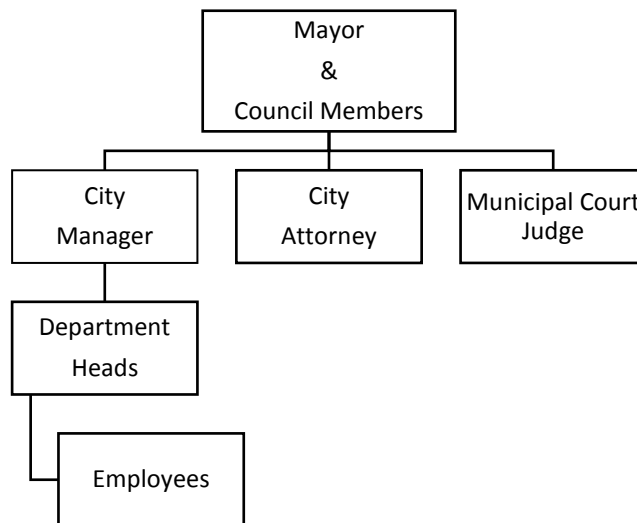 Mayor
&
Council Members
City
Manager
City
Attorney
Municipal Court
Judge
Department
Heads
Employees